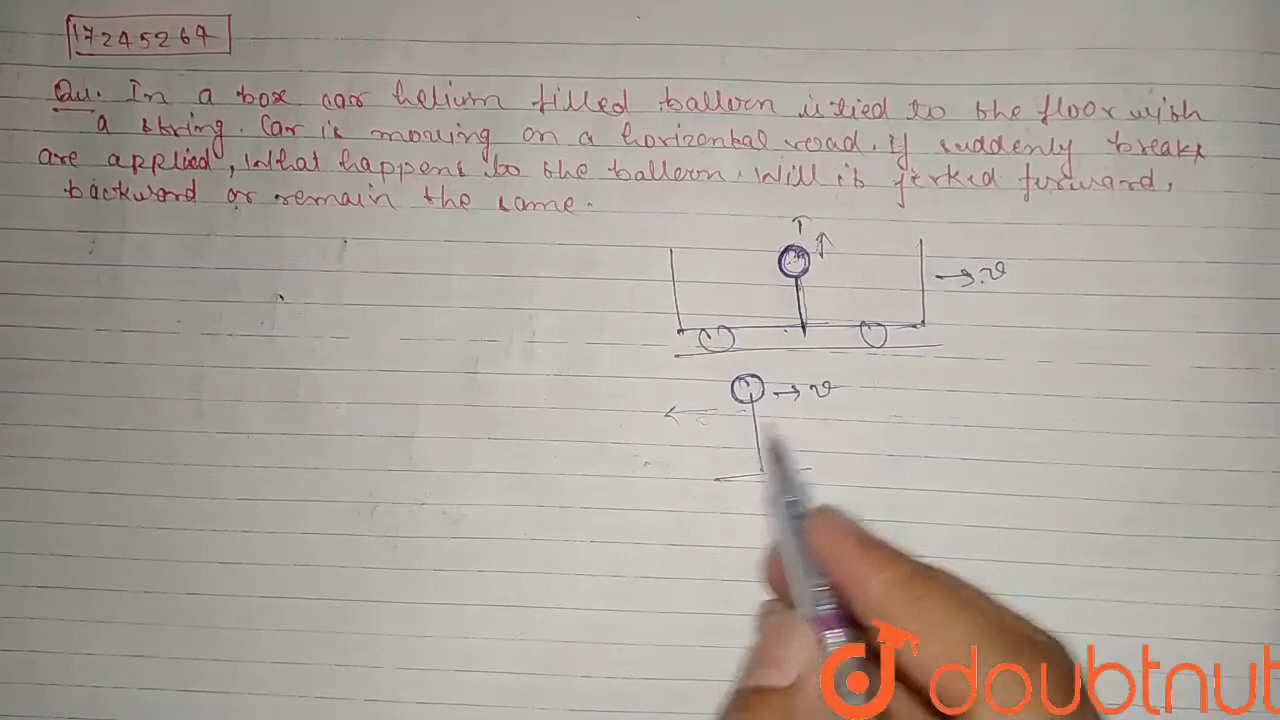 17245264
Qu. In a box car helium filled balloon is tied to the floor with
a string. Car is moving on a horizontal road. If suddenly breaks
are applied, What happens to the balloon. Will it jerked forward,
backword or remain the same.
T
→ v
→ v
doubtnut